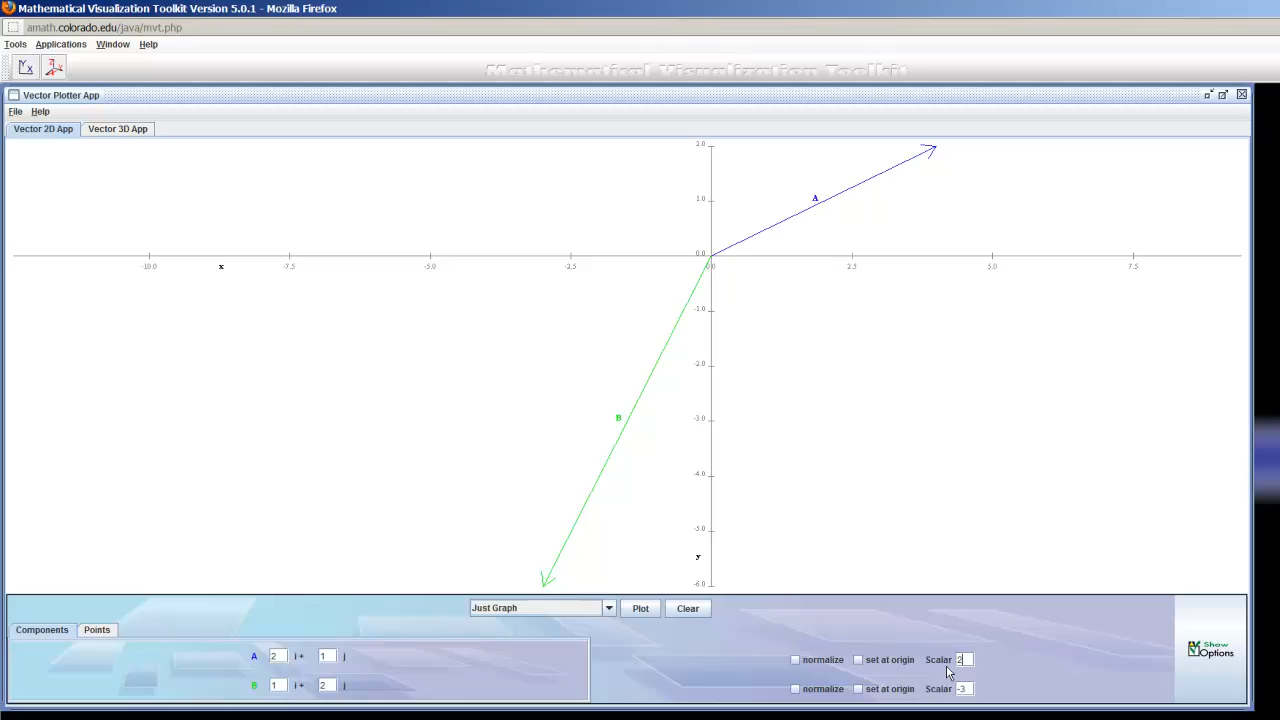 Mathematical Visualization Toolkit Version 5.0.1 - Mozilla Firefox
amath.colorado.edu/java/mvt.php
Tools Applications Window Help
Y X Z Y Mathematical Visualization Toolkit
Vector Plotter App
File Help
Vector 2D App Vector 3D App
2.0
A
1.0
0.0
-10.0 x -7.5 -5.0 -2.5 0.0 2.5 5.0 7.5
-1.0
-2.0
B -3.0
-4.0
-5.0
y
-6.0
Just Graph Plot Clear
Components Points
Show
Options
A 2 i + 1 j normalize set at origin Scalar 2
B 1 i + 2 j normalize set at origin Scalar -3